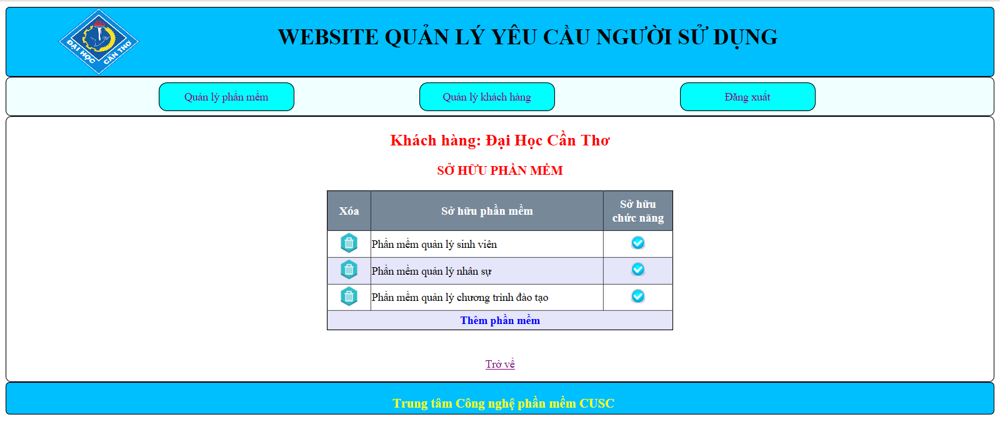 ĐẠI HỌC CẦN THƠ
WEBSITE QUẢN LÝ YÊU CẦU NGƯỜI SỬ DỤNG
Quản lý phần mềm
Quản lý khách hàng
Đăng xuất
Khách hàng: Đại Học Cần Thơ
SỞ HỮU PHẦN MỀM
Xóa
Sở hữu phần mềm
Sở hữu
chức năng
Phần mềm quản lý sinh viên
Phần mềm quản lý nhân sự
Phần mềm quản lý chương trình đào tạo
Thêm phần mềm
Trở về
Trung tâm Công nghệ phần mềm CUSC